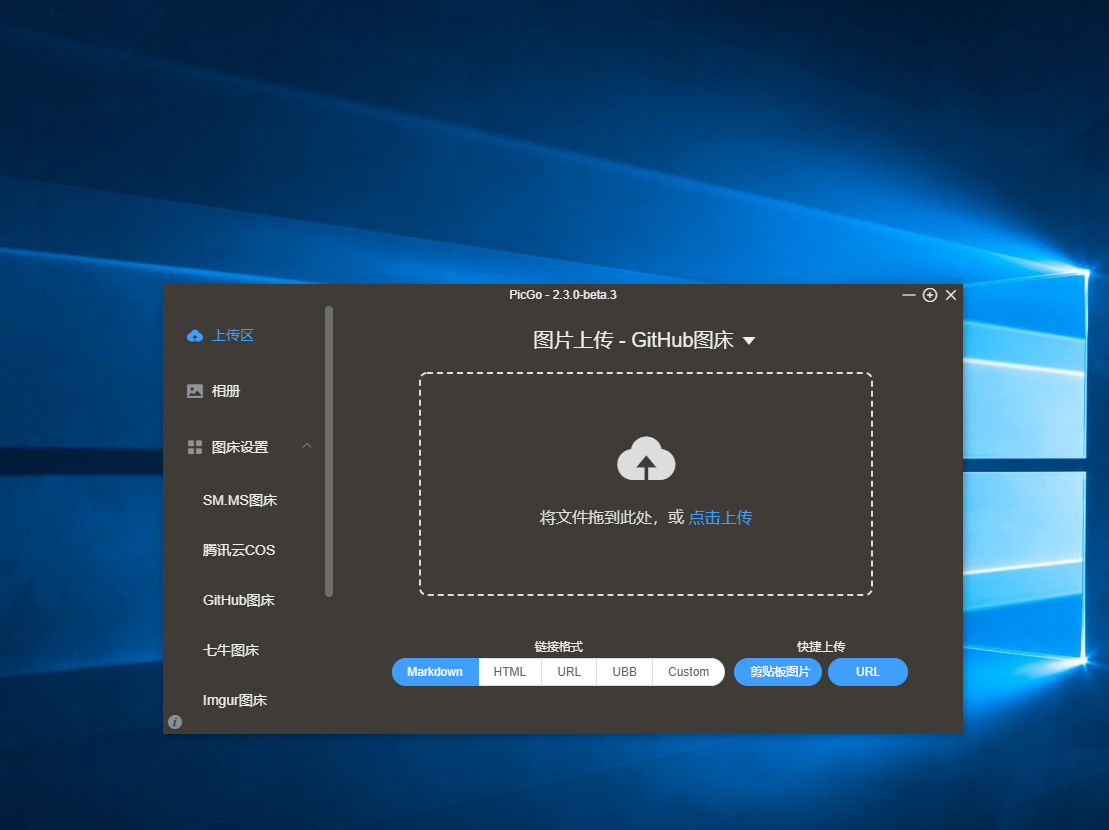 PicGo - 2.3.0-beta.3
上传区
相册
图床设置
SM.MS图床
腾讯云COS
GitHub图床
七牛图床
Imgur图床
图片上传 - GitHub图床
将文件拖到此处，或 点击上传
链接格式
Markdown HTML URL UBB Custom
快捷上传
剪贴板图片 URL